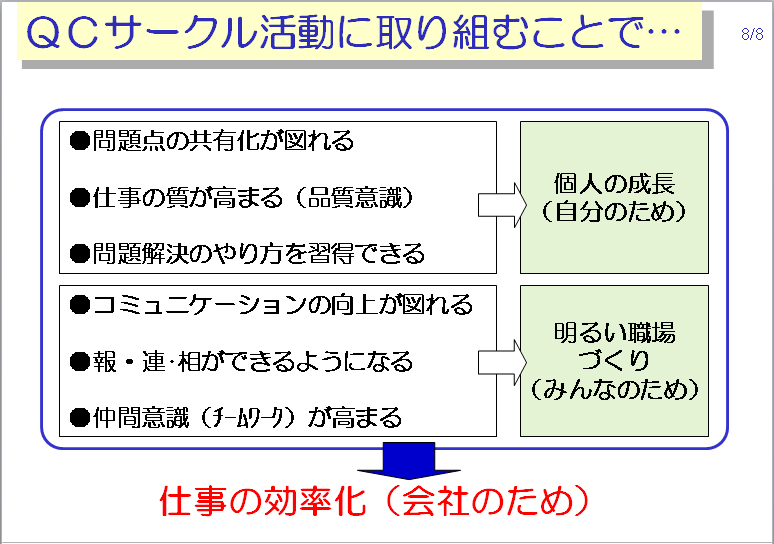 QCサークル活動に取り組むことで…
8/8
●問題点の共有化が図れる
●仕事の質が高まる（品質意識）
●問題解決のやり方を習得できる
個人の成長
（自分のため）
●コミュニケーションの向上が図れる
●報・連･相ができるようになる
●仲間意識（ﾁｰﾑﾜｰｸ）が高まる
明るい職場
づくり
（みんなのため）
仕事の効率化（会社のため）